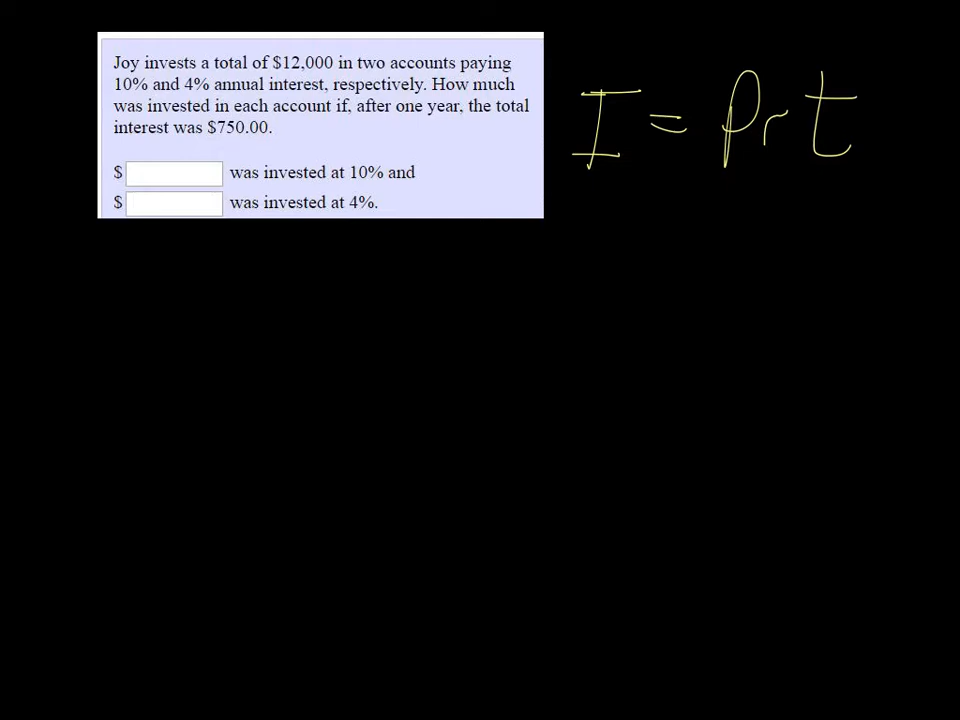 Joy invests a total of $12,000 in two accounts paying
10% and 4% annual interest, respectively. How much
was invested in each account if, after one year, the total
interest was $750.00.
$ was invested at 10% and
$ was invested at 4%.
I = Prt